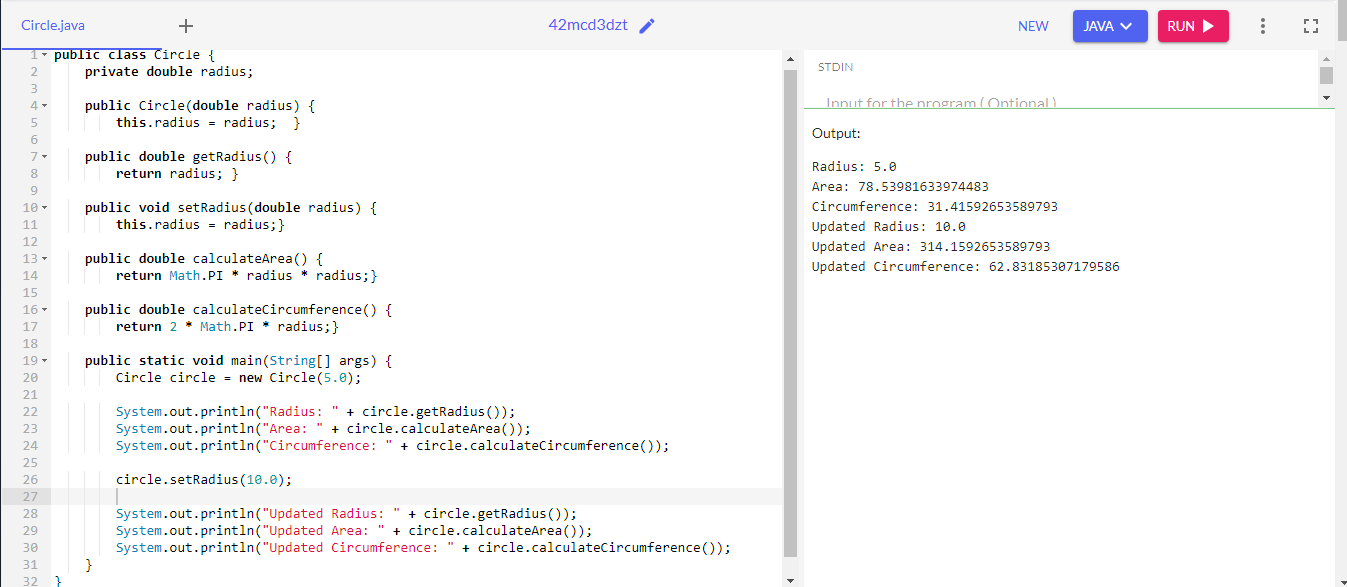 Circle.java + 42mcd3dzt NEW JAVA RUN
1 public class Circle {
2     private double radius;
3
4     public Circle(double radius) {
5         this.radius = radius;  }
6
7     public double getRadius() {
8         return radius; }
9
10     public void setRadius(double radius) {
11         this.radius = radius;}
12
13     public double calculateArea() {
14         return Math.PI * radius * radius;}
15
16     public double calculateCircumference() {
17         return 2 * Math.PI * radius;}
18
19     public static void main(String[] args) {
20         Circle circle = new Circle(5.0);
21
22         System.out.println("Radius: " + circle.getRadius());
23         System.out.println("Area: " + circle.calculateArea());
24         System.out.println("Circumference: " + circle.calculateCircumference());
25
26         circle.setRadius(10.0);
27
28         System.out.println("Updated Radius: " + circle.getRadius());
29         System.out.println("Updated Area: " + circle.calculateArea());
30         System.out.println("Updated Circumference: " + circle.calculateCircumference());
31     }
32 }
STDIN
Input for the program ( Optional )
Output:
Radius: 5.0
Area: 78.53981633974483
Circumference: 31.41592653589793
Updated Radius: 10.0
Updated Area: 314.1592653589793
Updated Circumference: 62.83185307179586